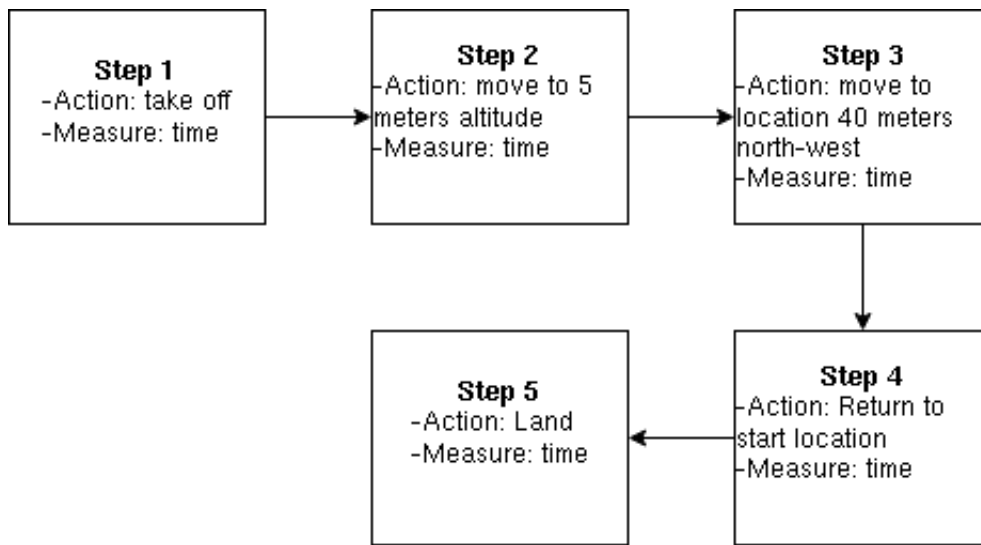 Step 1
-Action: take off
-Measure: time
Step 2
-Action: move to 5
meters altitude
-Measure: time
Step 3
-Action: move to
location 40 meters
north-west
-Measure: time
Step 4
-Action: Return to
start location
-Measure: time
Step 5
-Action: Land
-Measure: time